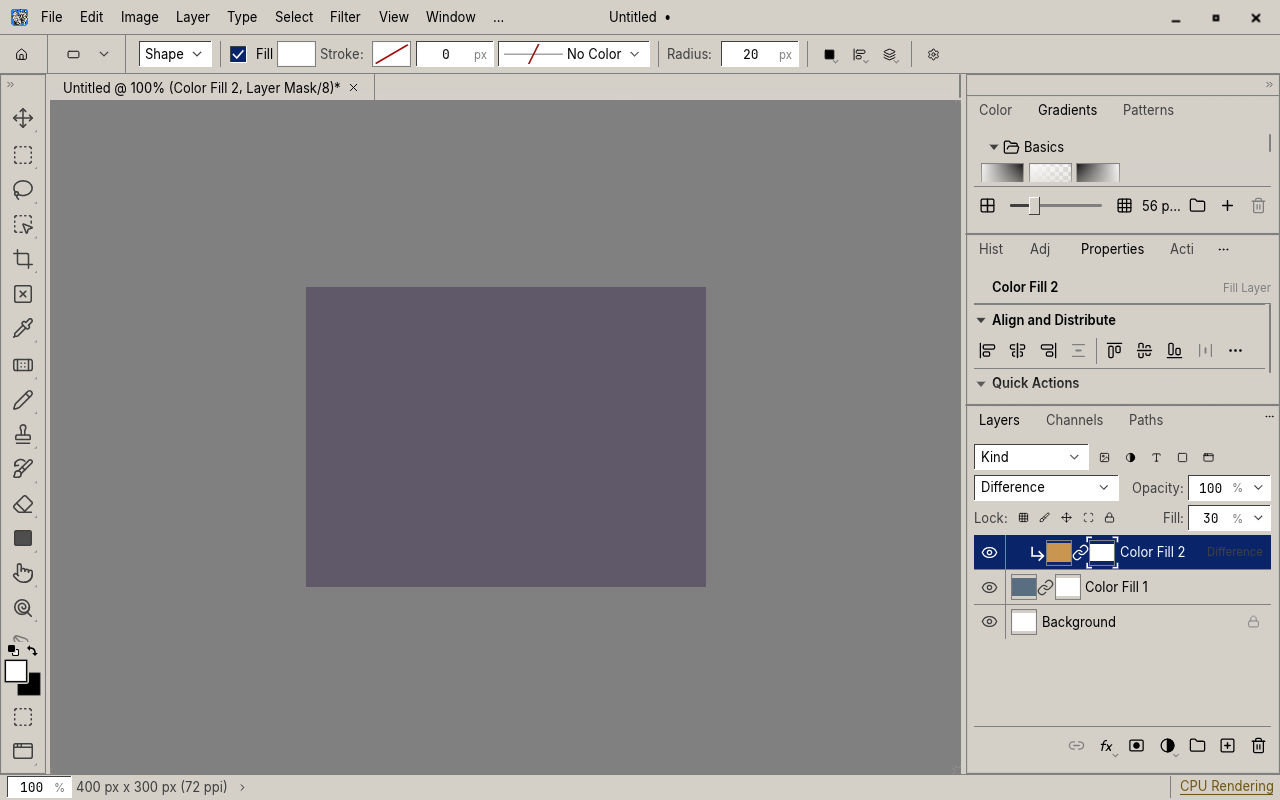 File Edit Image Layer Type Select Filter View Window ... Untitled •
Shape Fill Stroke: 0 px No Color Radius: 20 px
Untitled @ 100% (Color Fill 2, Layer Mask/8)*
Color Gradients Patterns
Basics
56 p...
Hist Adj Properties Acti
Color Fill 2 Fill Layer
Align and Distribute
Quick Actions
Layers Channels Paths
Kind
Difference Opacity: 100 %
Lock: Fill: 30 %
Color Fill 2 Difference
Color Fill 1
Background
fx
100 % 400 px x 300 px (72 ppi) CPU Rendering